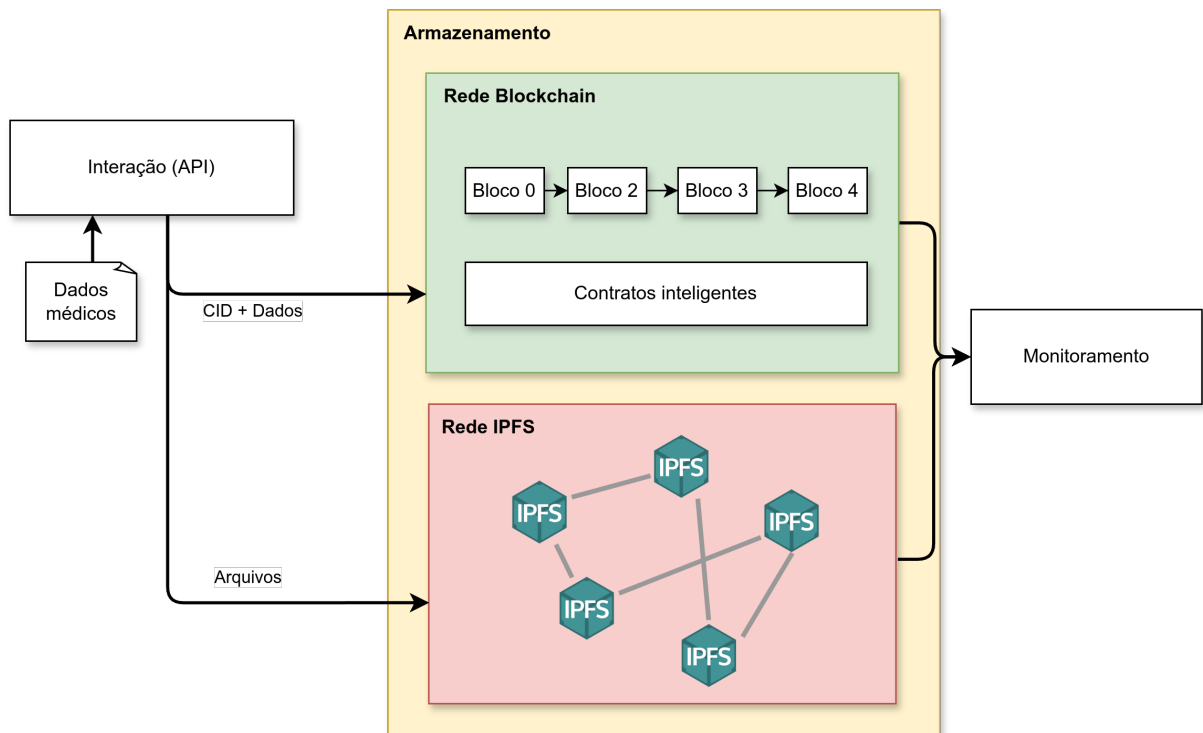 Armazenamento
Rede Blockchain
Interação (API)
Bloco 0
Bloco 2
Bloco 3
Bloco 4
Dados
médicos
CID + Dados
Contratos inteligentes
Monitoramento
Rede IPFS
IPFS
IPFS
IPFS
IPFS
IPFS
Arquivos